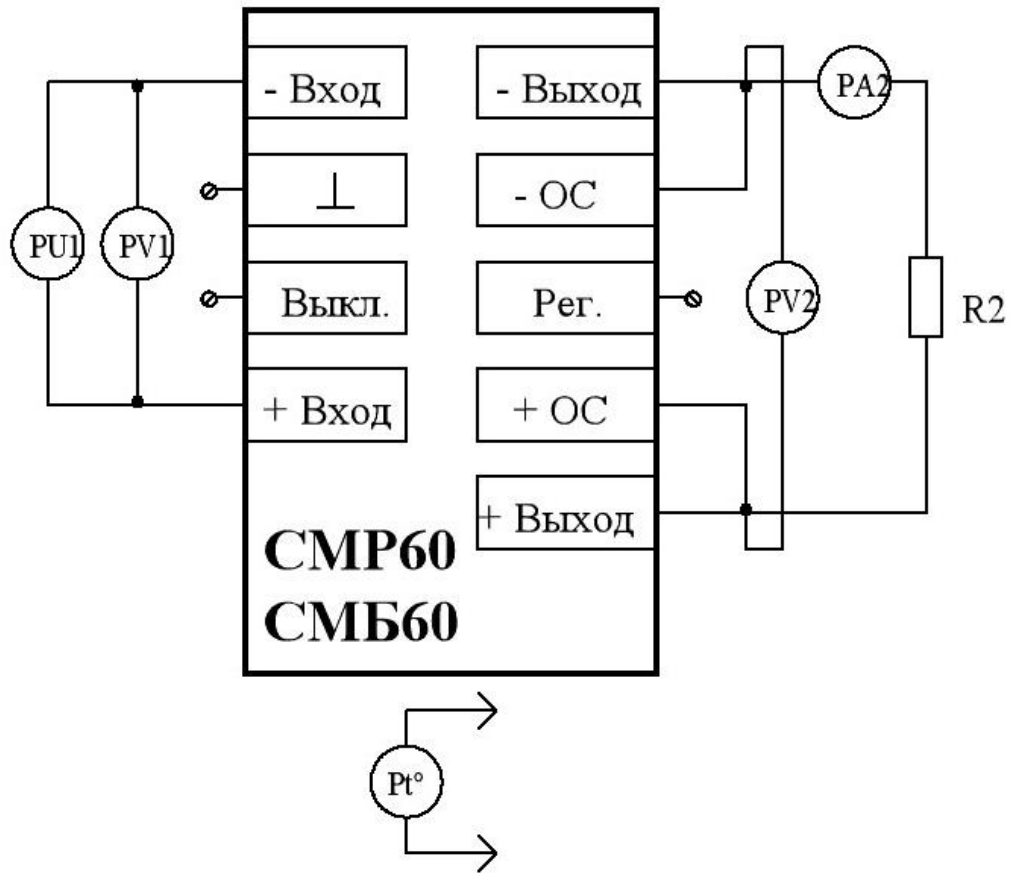 - Вход
- Выход
PA2
⊥
- ОС
PU1
PV1
Выкл.
Рег.
PV2
R2
+ Вход
+ ОС
+ Выход
СМР60
СМБ60
Pt°